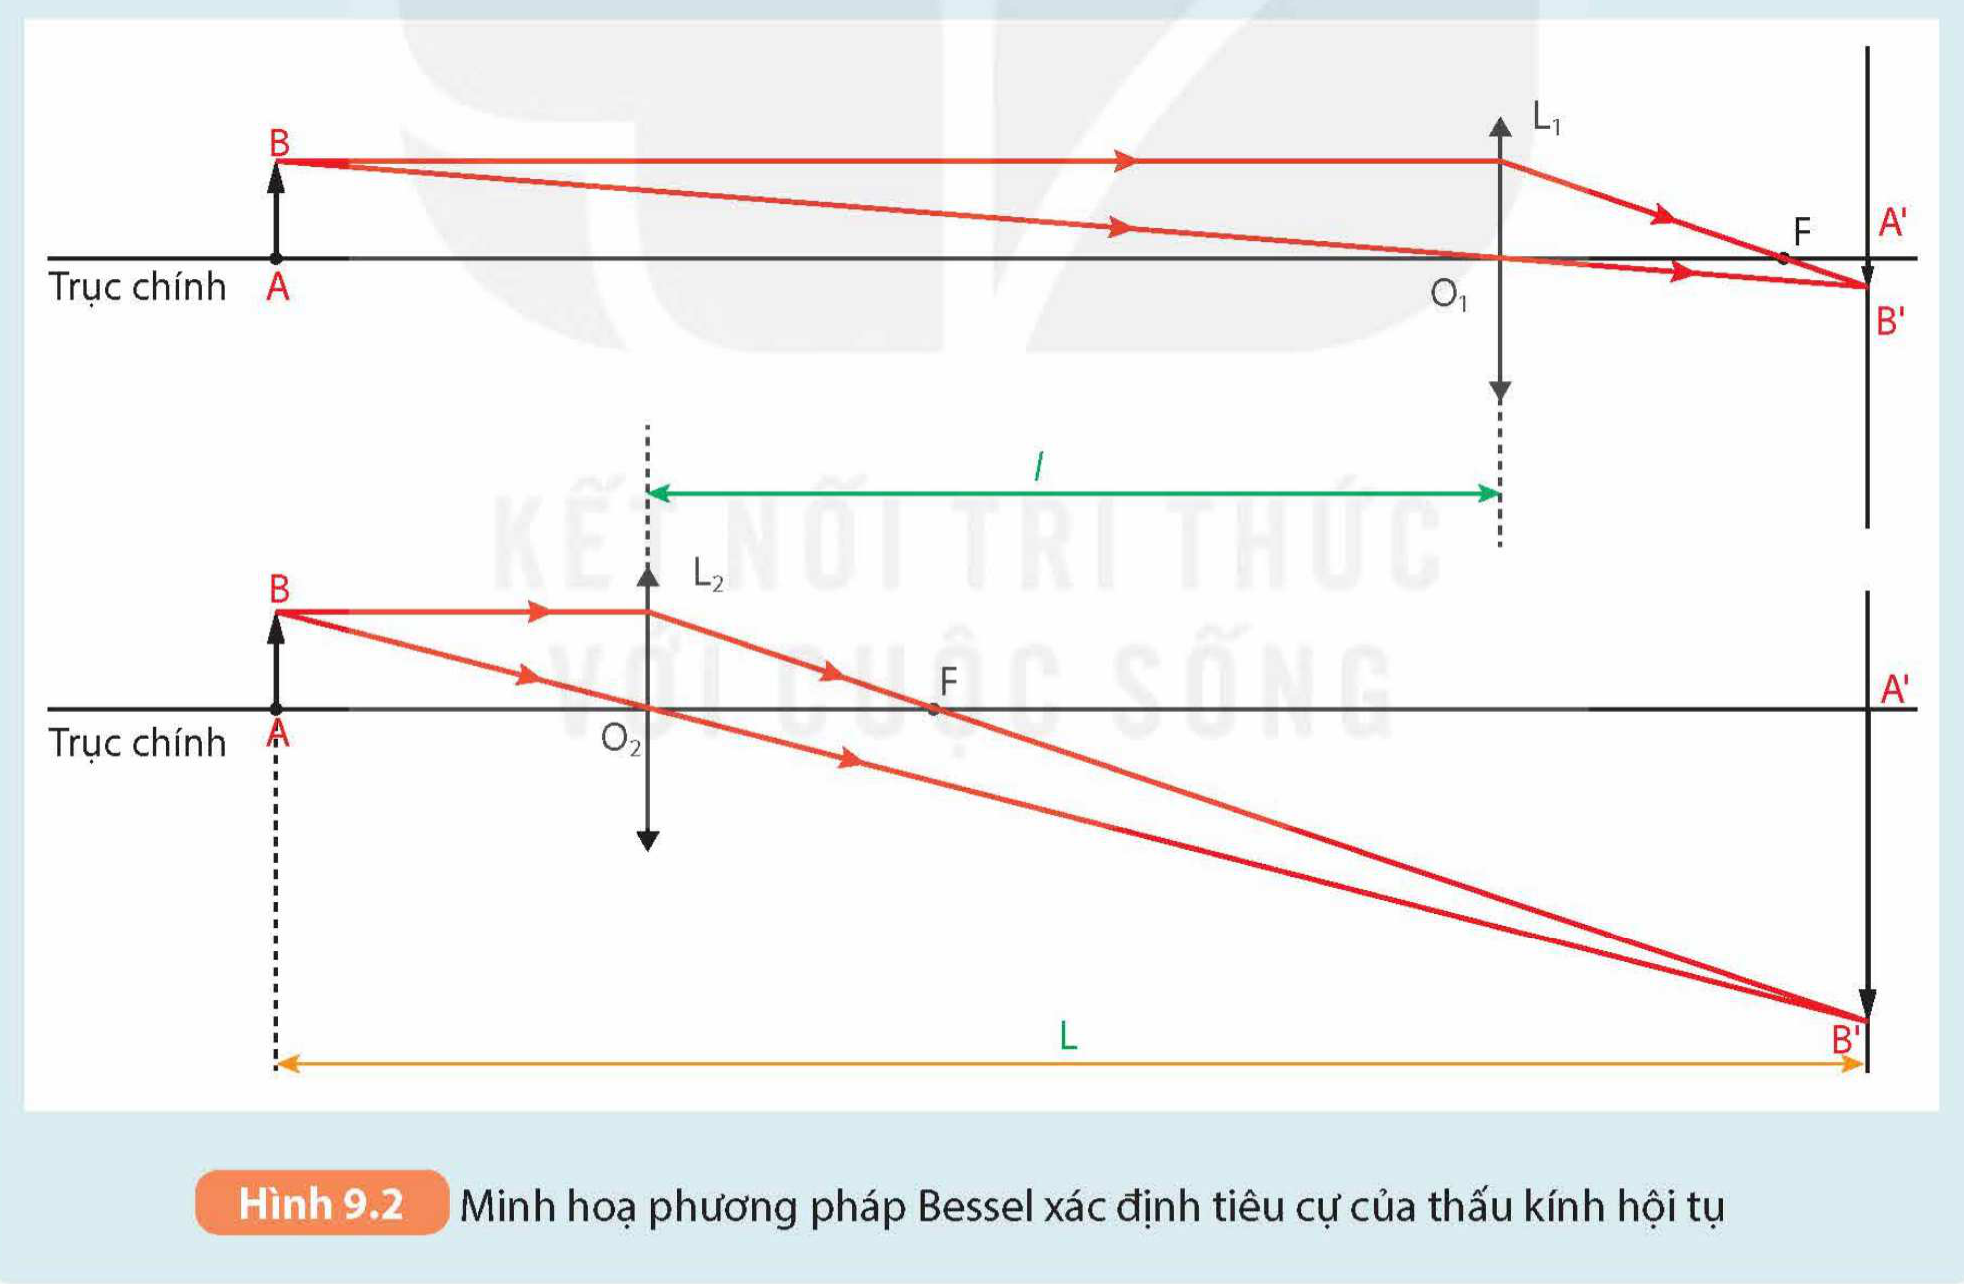 B
L₁
A'
F
Trục chính
A
O₁
B'
l
KẾT NỐI TRI THỨC
B
L₂
VỚI CUỘC SỐNG
F
A'
Trục chính
A
O₂
L
B'
Hình 9.2 Minh hoạ phương pháp Bessel xác định tiêu cự của thấu kính hội tụ